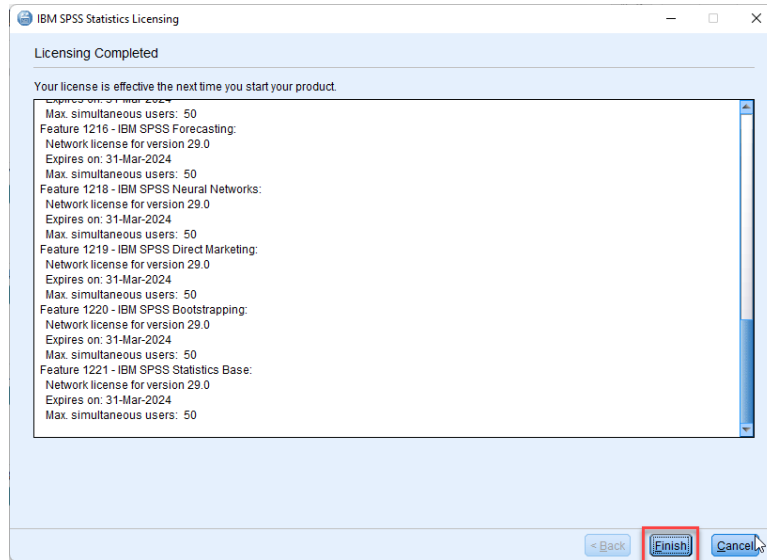 IBM SPSS Statistics Licensing
Licensing Completed
Your license is effective the next time you start your product.
Expires on: 31-Mar-2024
Max. simultaneous users: 50
Feature 1216 - IBM SPSS Forecasting:
Network license for version 29.0
Expires on: 31-Mar-2024
Max. simultaneous users: 50
Feature 1218 - IBM SPSS Neural Networks:
Network license for version 29.0
Expires on: 31-Mar-2024
Max. simultaneous users: 50
Feature 1219 - IBM SPSS Direct Marketing:
Network license for version 29.0
Expires on: 31-Mar-2024
Max. simultaneous users: 50
Feature 1220 - IBM SPSS Bootstrapping:
Network license for version 29.0
Expires on: 31-Mar-2024
Max. simultaneous users: 50
Feature 1221 - IBM SPSS Statistics Base:
Network license for version 29.0
Expires on: 31-Mar-2024
Max. simultaneous users: 50
< Back Finish Cancel